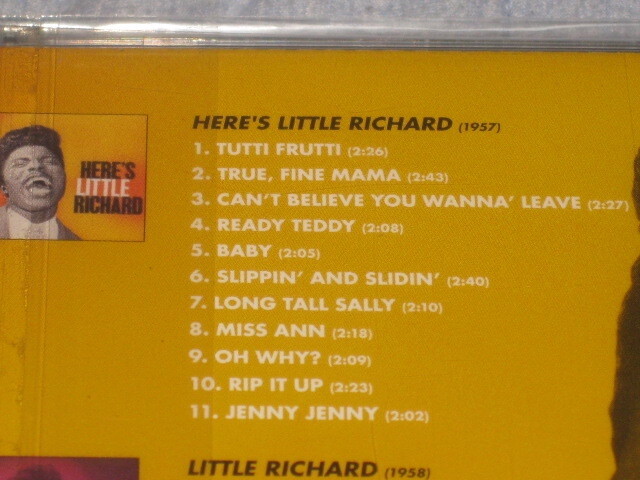 HERE'S
LITTLE
RICHARD
HERE'S LITTLE RICHARD (1957)
1. TUTTI FRUTTI (2:26)
2. TRUE, FINE MAMA (2:43)
3. CAN'T BELIEVE YOU WANNA' LEAVE (2:27)
4. READY TEDDY (2:08)
5. BABY (2:05)
6. SLIPPIN' AND SLIDIN' (2:40)
7. LONG TALL SALLY (2:10)
8. MISS ANN (2:18)
9. OH WHY? (2:09)
10. RIP IT UP (2:23)
11. JENNY JENNY (2:02)
LITTLE RICHARD (1958)